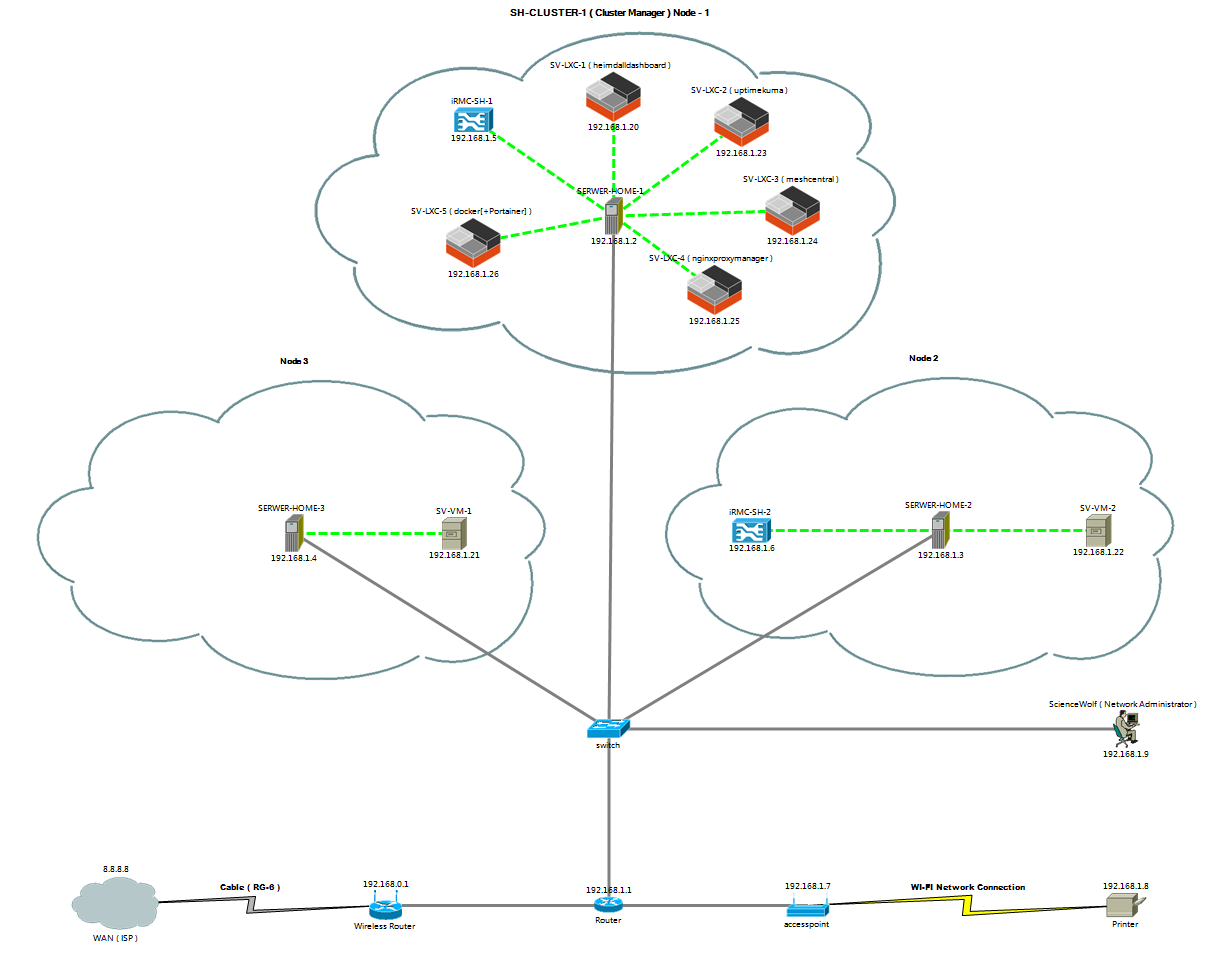 SH-CLUSTER-1 ( Cluster Manager ) Node - 1
SV-LXC-1 ( heimdalldashboard )
192.168.1.20
iRMC-SH-1
192.168.1.5
SV-LXC-2 ( uptimekuma )
192.168.1.23
SERWER-HOME-1
192.168.1.2
SV-LXC-3 ( meshcentral )
192.168.1.24
SV-LXC-5 ( docker[+Portainer] )
192.168.1.26
SV-LXC-4 ( nginxproxymanager )
192.168.1.25
Node 3
SERWER-HOME-3
192.168.1.4
SV-VM-1
192.168.1.21
Node 2
iRMC-SH-2
192.168.1.6
SERWER-HOME-2
192.168.1.3
SV-VM-2
192.168.1.22
switch
ScienceWolf ( Network Administrator )
192.168.1.9
8.8.8.8
WAN ( ISP )
Cable ( RG-6 )
192.168.0.1
Wireless Router
192.168.1.1
Router
192.168.1.7
accesspoint
WI-FI Network Connection
192.168.1.8
Printer